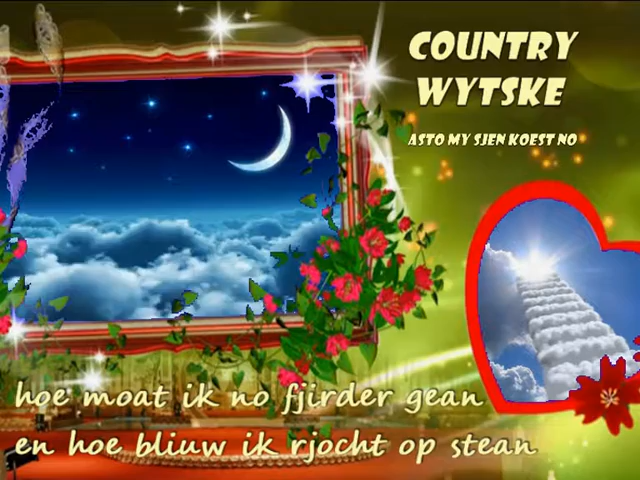 COUNTRY
WYTSKE
ASTO MY SJEN KOEST NO
hoe moat ik no fjirder gean
en hoe bliuw ik rjocht op stean